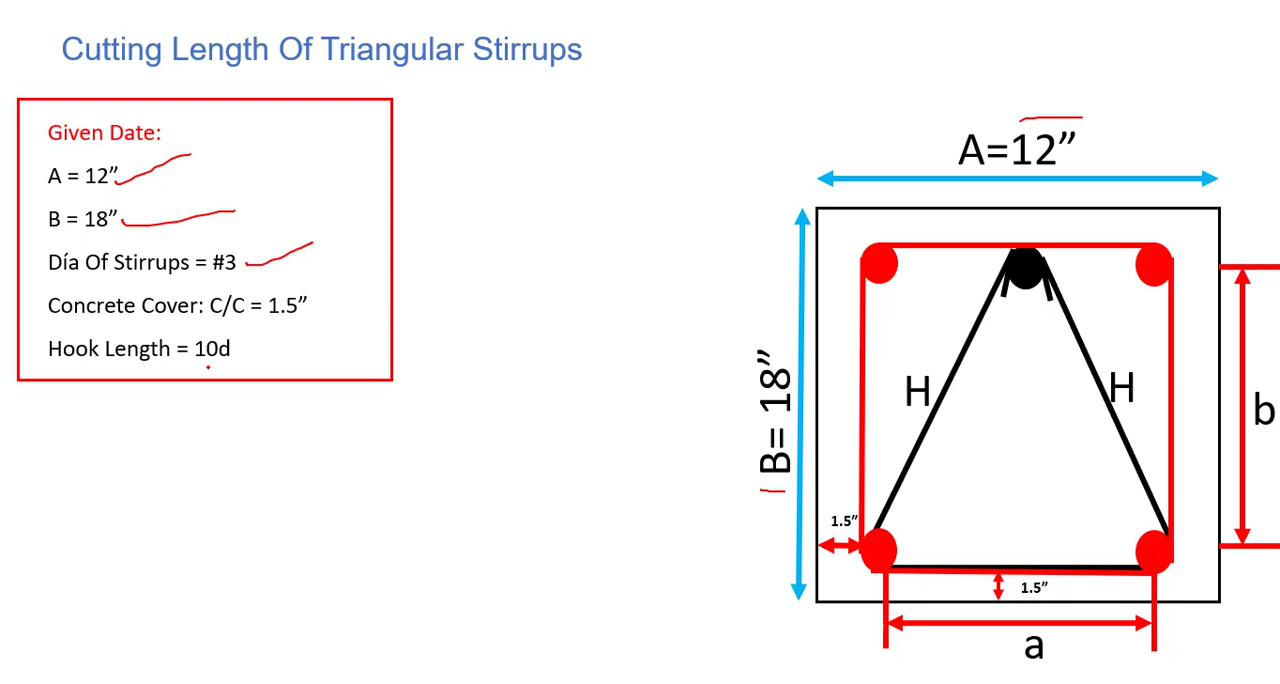 Cutting Length Of Triangular Stirrups
Given Date:
A = 12”
B = 18”
Día Of Stirrups = #3
Concrete Cover: C/C = 1.5”
Hook Length = 10d
A=12”
B= 18”
H
H
b
1.5”
1.5”
a